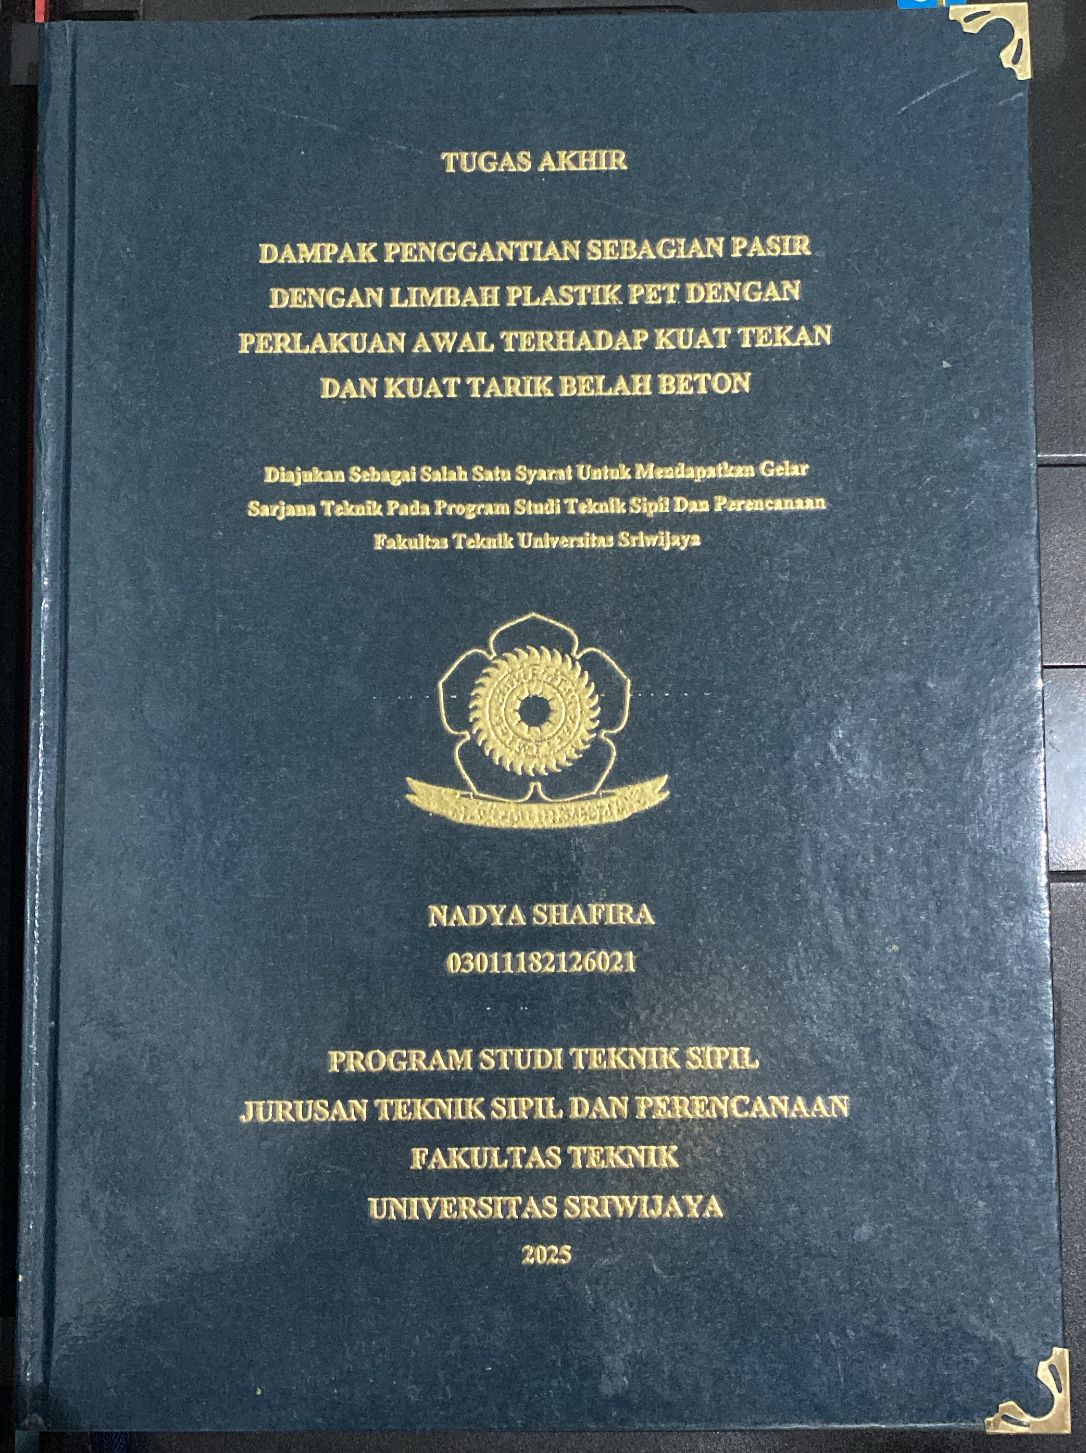 TUGAS AKHIR
DAMPAK PENGGANTIAN SEBAGIAN PASIR
DENGAN LIMBAH PLASTIK PET DENGAN
PERLAKUAN AWAL TERHADAP KUAT TEKAN
DAN KUAT TARIK BELAH BETON
Diajukan Sebagai Salah Satu Syarat Untuk Mendapatkan Gelar
Sarjana Teknik Pada Program Studi Teknik Sipil Dan Perencanaan
Fakultas Teknik Universitas Sriwijaya
NADYA SHAFIRA
03011182126021
PROGRAM STUDI TEKNIK SIPIL
JURUSAN TEKNIK SIPIL DAN PERENCANAAN
FAKULTAS TEKNIK
UNIVERSITAS SRIWIJAYA
2025